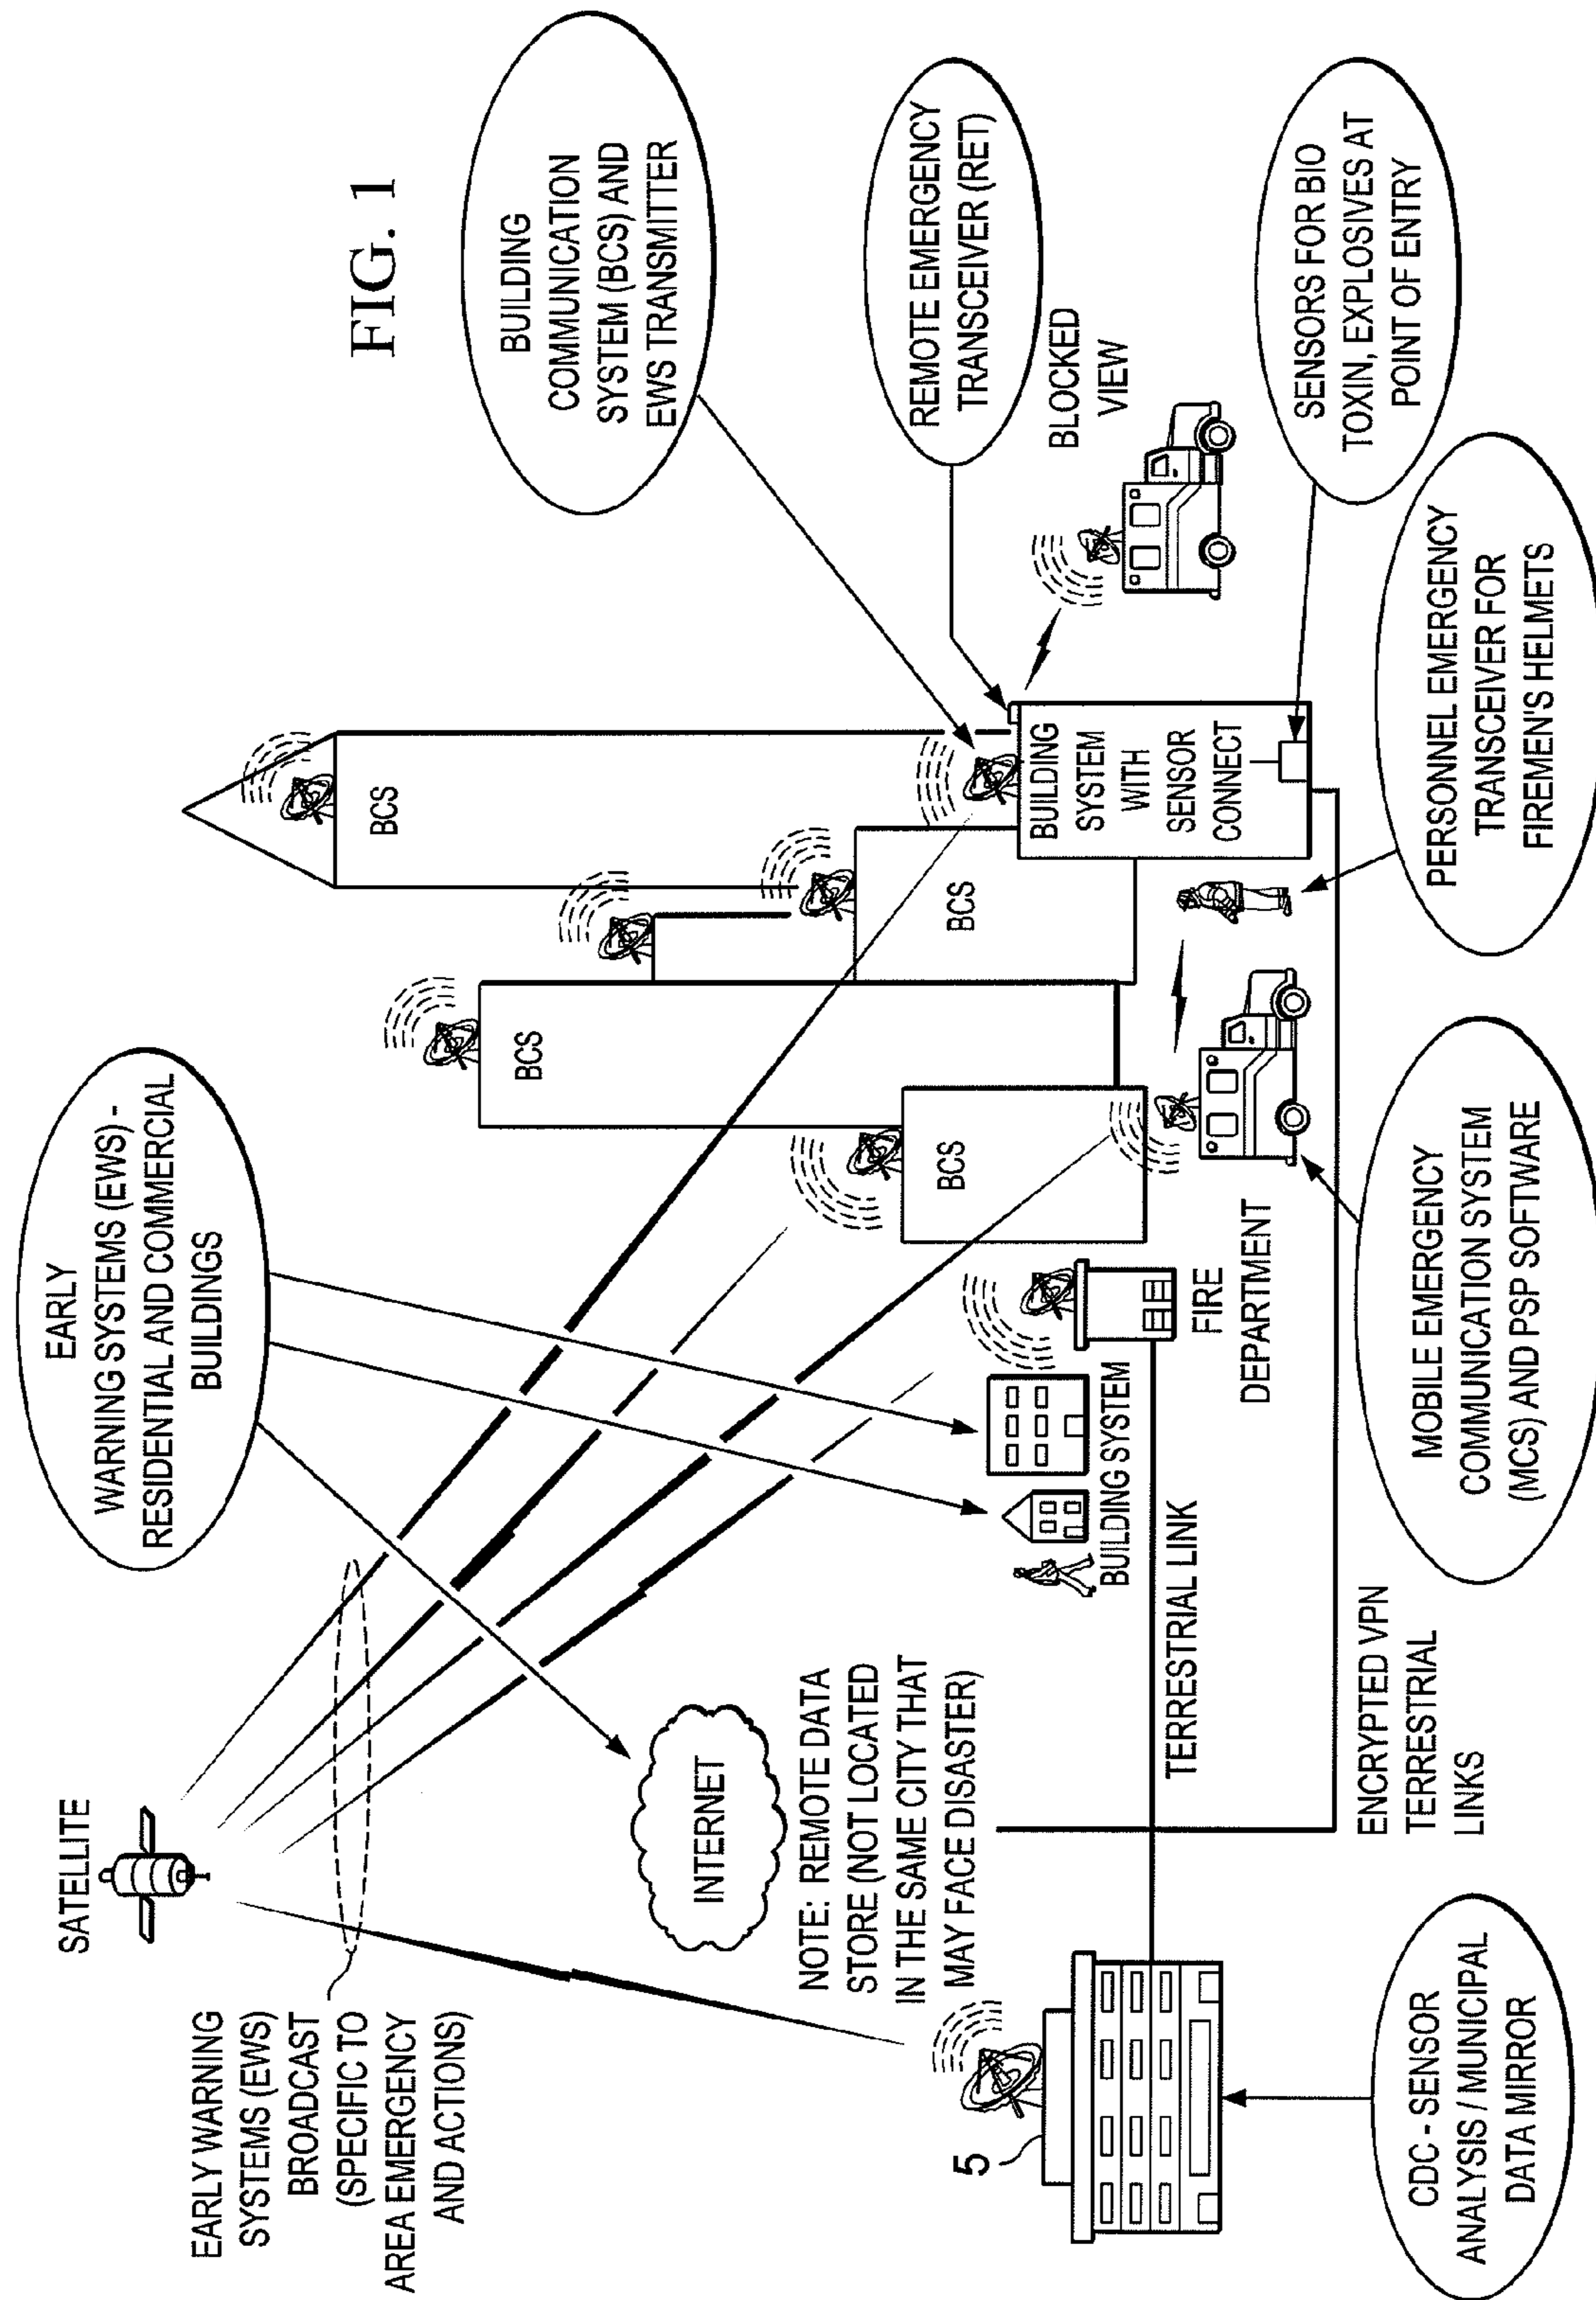 FIG. 1
SATELLITE
EARLY
WARNING SYSTEMS (EWS) -
RESIDENTIAL AND COMMERCIAL
BUILDINGS
BUILDING
COMMUNICATION
SYSTEM (BCS) AND
EWS TRANSMITTER
EARLY WARNING
SYSTEMS (EWS)
BROADCAST
(SPECIFIC TO
AREA EMERGENCY
AND ACTIONS)
BCS
BCS
BCS
BCS
REMOTE EMERGENCY
TRANSCEIVER (RET)
BLOCKED
VIEW
INTERNET
NOTE: REMOTE DATA
STORE (NOT LOCATED
IN THE SAME CITY THAT
MAY FACE DISASTER)
BUILDING
SYSTEM
WITH
SENSOR
CONNECT
5
BUILDING SYSTEM
FIRE
DEPARTMENT
TERRESTRIAL LINK
SENSORS FOR BIO
TOXIN, EXPLOSIVES AT
POINT OF ENTRY
ENCRYPTED VPN
TERRESTRIAL
LINKS
CDC - SENSOR
ANALYSIS / MUNICIPAL
DATA MIRROR
MOBILE EMERGENCY
COMMUNICATION SYSTEM
(MCS) AND PSP SOFTWARE
PERSONNEL EMERGENCY
TRANSCEIVER FOR
FIREMEN'S HELMETS